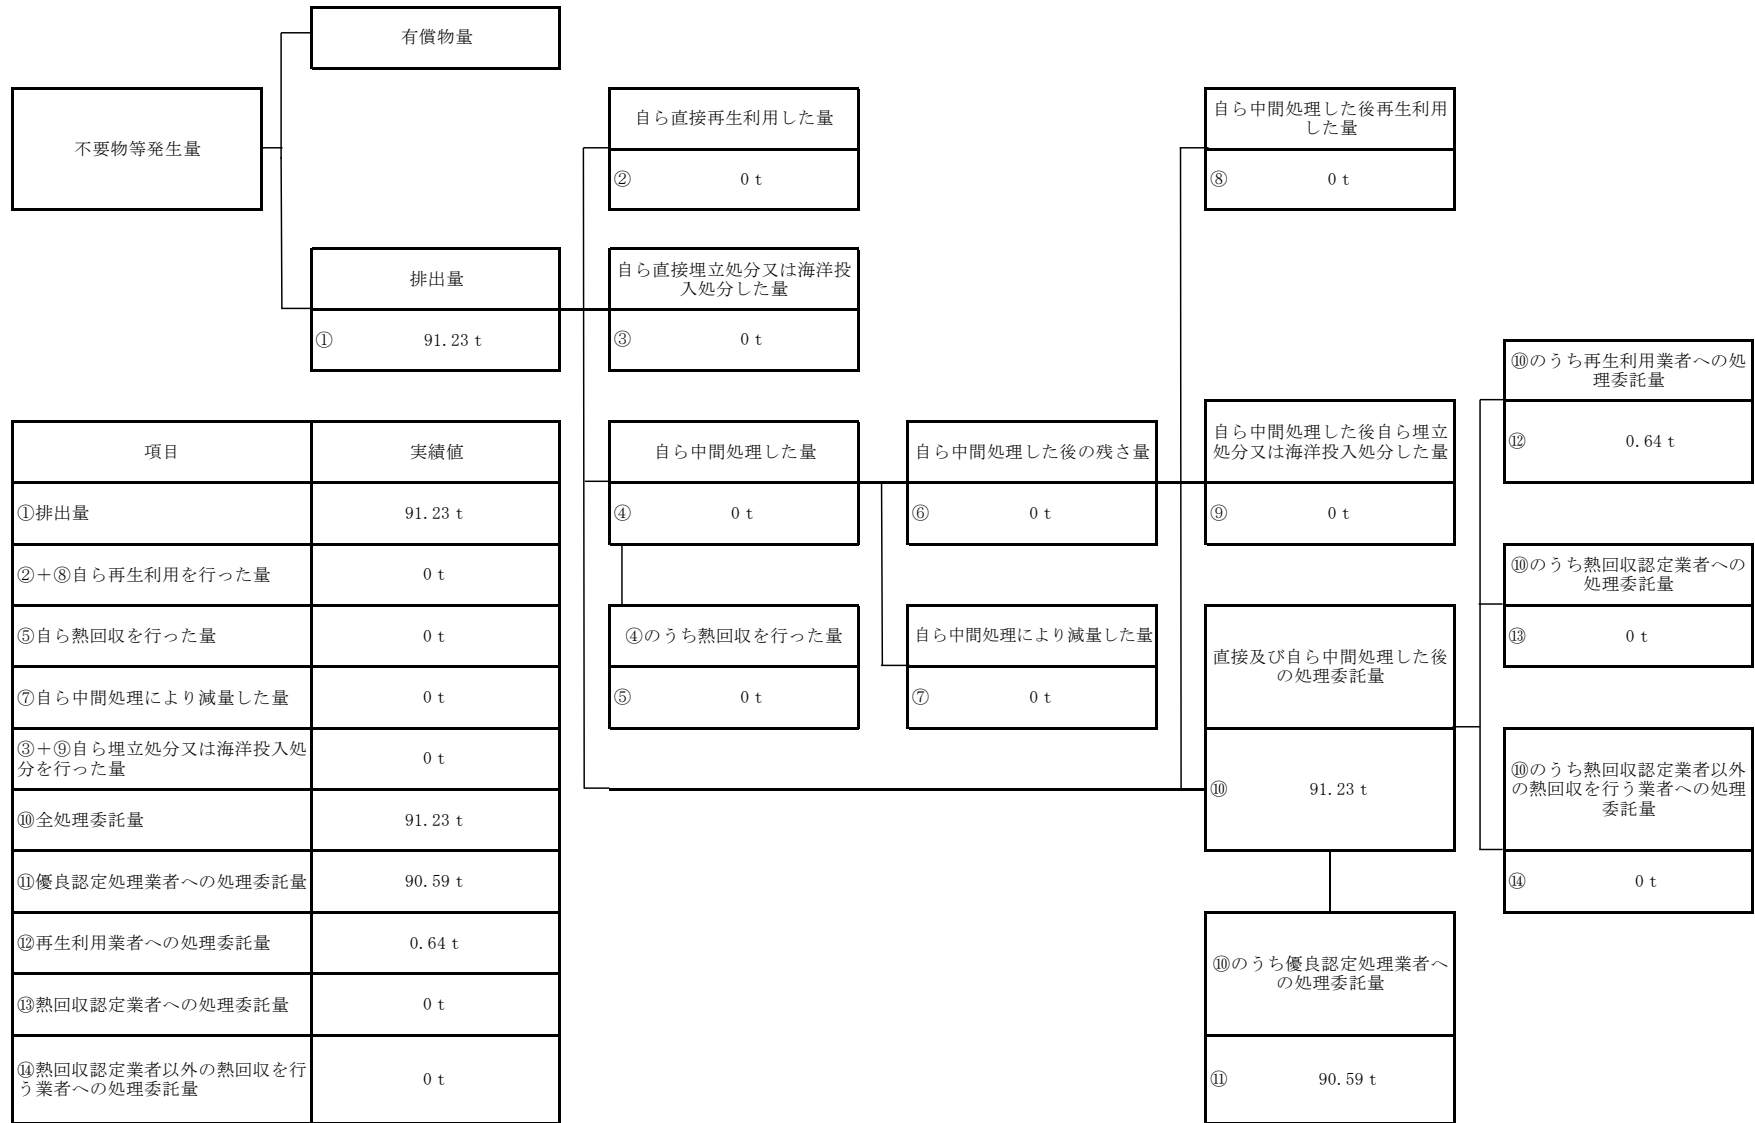 有償物量
不要物等発生量
自ら直接再生利用した量
② 0 t
自ら中間処理した後再生利用
した量
⑧ 0 t
排出量
① 91.23 t
自ら直接埋立処分又は海洋投
入処分した量
③ 0 t
⑩のうち再生利用業者への処
理委託量
⑫ 0.64 t
自ら中間処理した量
④ 0 t
自ら中間処理した後の残さ量
⑥ 0 t
自ら中間処理した後自ら埋立
処分又は海洋投入処分した量
⑨ 0 t
⑩のうち熱回収認定業者への
処理委託量
⑬ 0 t
④のうち熱回収を行った量
⑤ 0 t
自ら中間処理により減量した量
⑦ 0 t
直接及び自ら中間処理した後
の処理委託量
⑩ 91.23 t
⑩のうち熱回収認定業者以外
の熱回収を行う業者への処理
委託量
⑭ 0 t
⑩のうち優良認定処理業者へ
の処理委託量
⑪ 90.59 t
項目 実績値
①排出量 91.23 t
②＋⑧自ら再生利用を行った量 0 t
⑤自ら熱回収を行った量 0 t
⑦自ら中間処理により減量した量 0 t
③＋⑨自ら埋立処分又は海洋投入処
分を行った量 0 t
⑩全処理委託量 91.23 t
⑪優良認定処理業者への処理委託量 90.59 t
⑫再生利用業者への処理委託量 0.64 t
⑬熱回収認定業者への処理委託量 0 t
⑭熱回収認定業者以外の熱回収を行
う業者への処理委託量 0 t